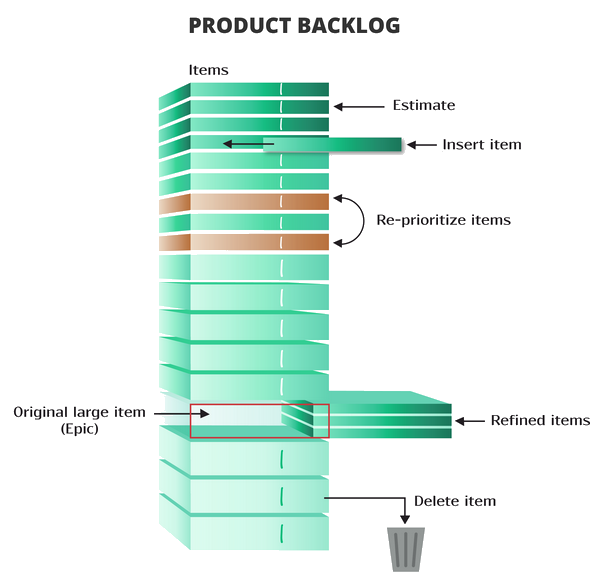 PRODUCT BACKLOG
Items
Estimate
Insert item
Re-prioritize items
Original large item
(Epic)
Refined items
Delete item